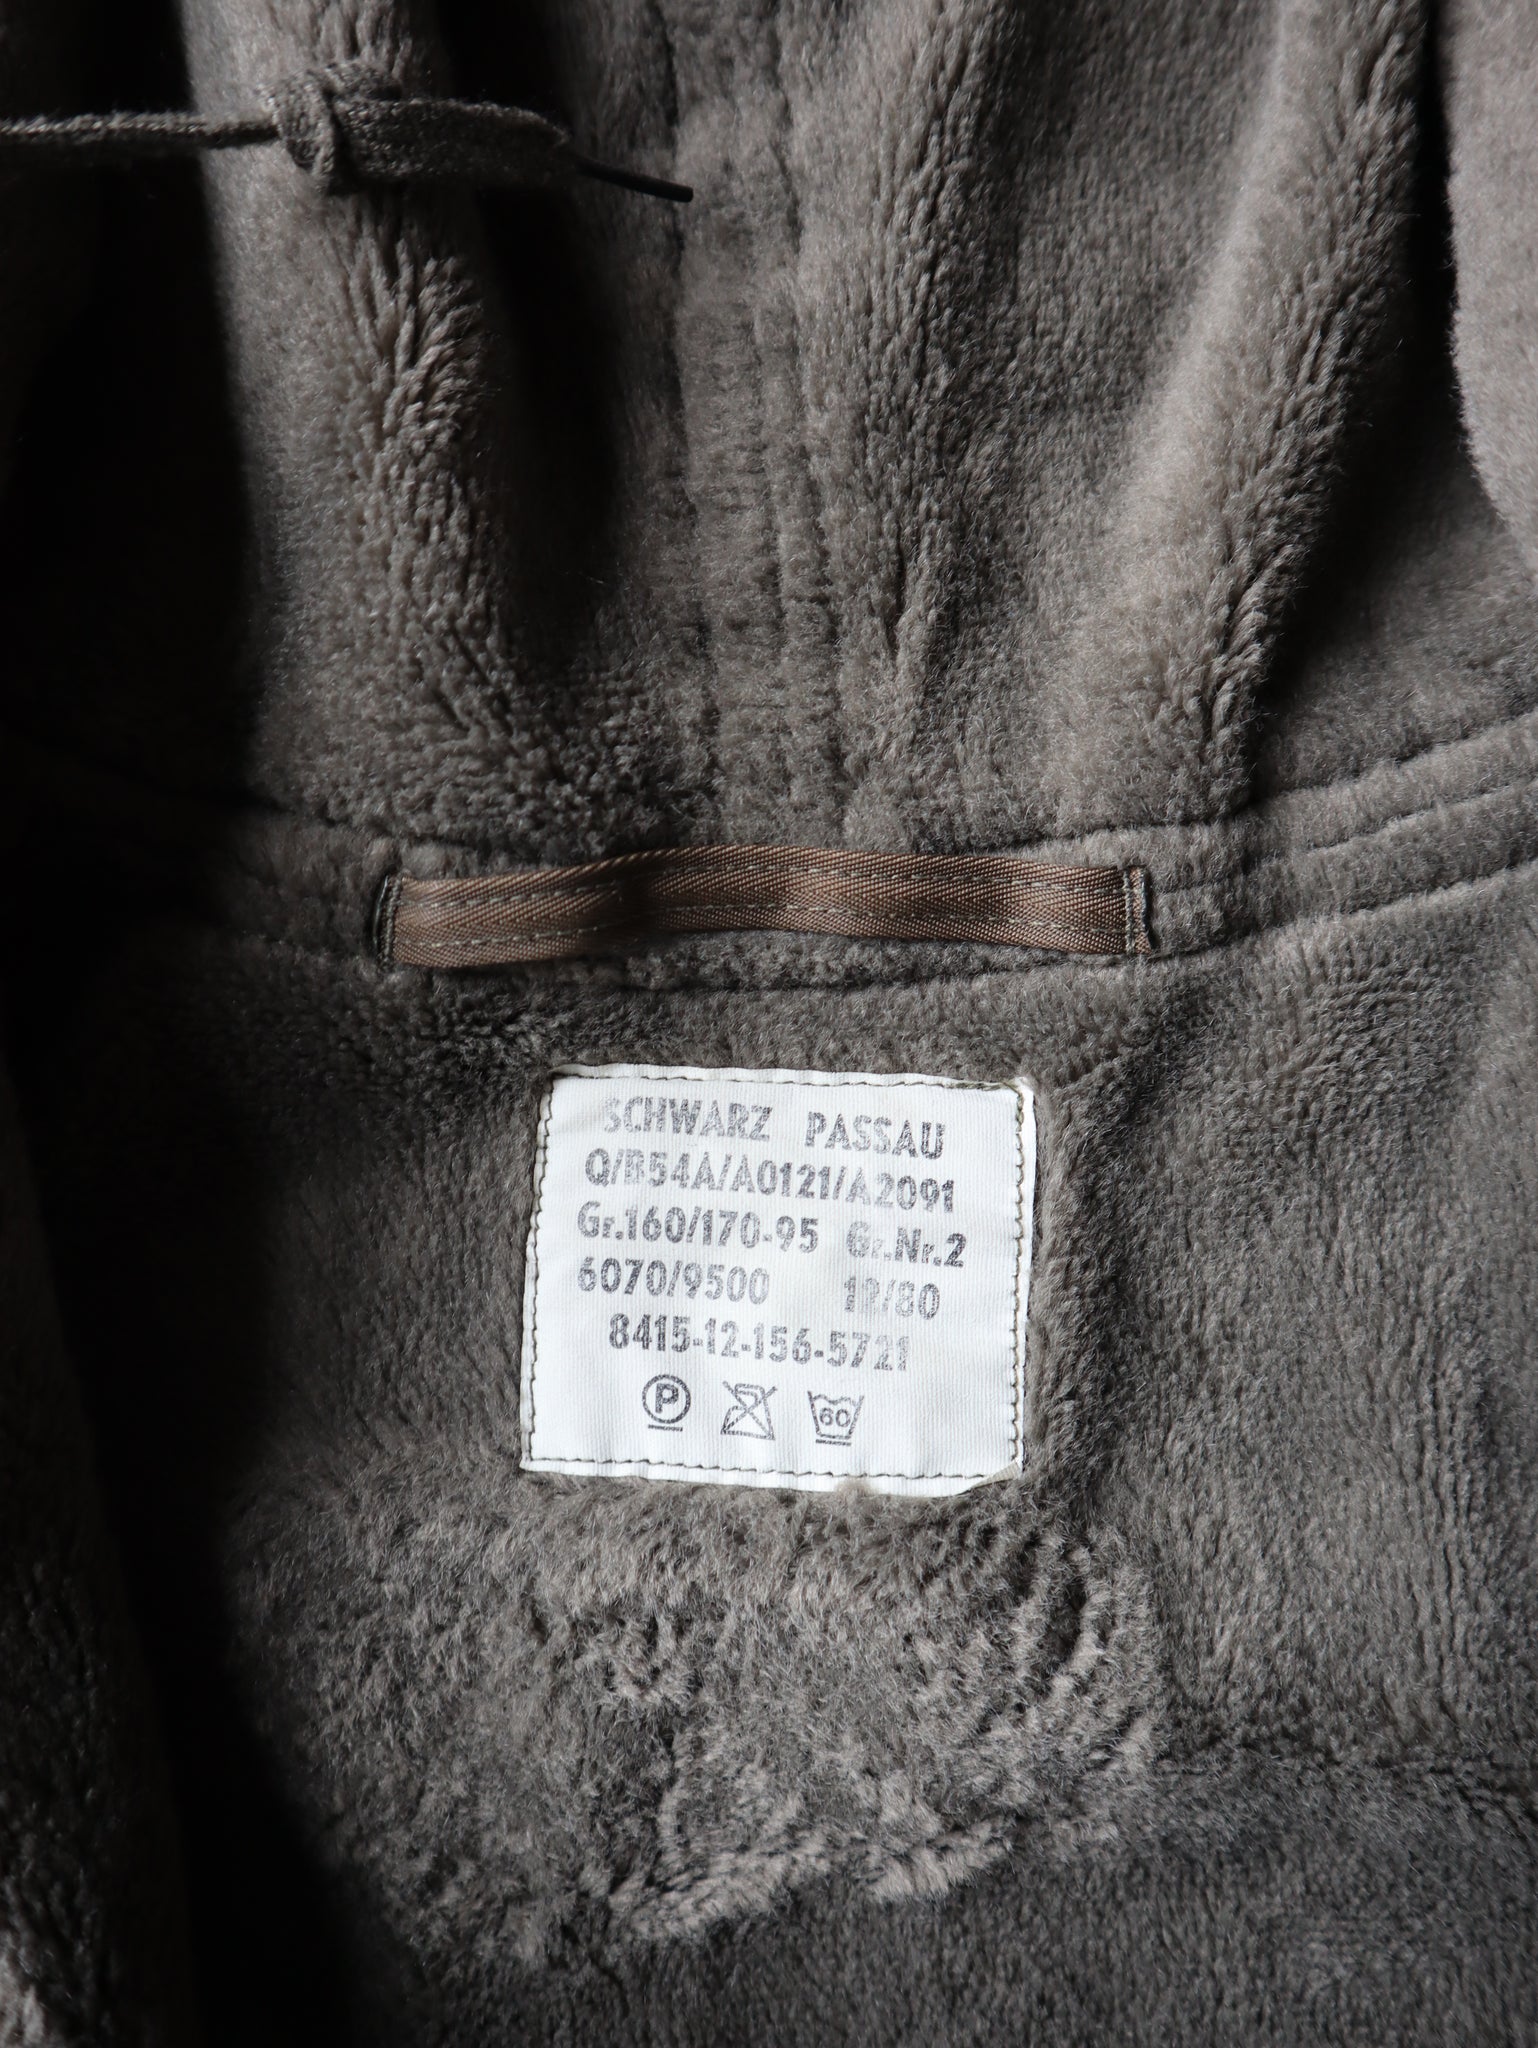 SCHWARZ PASSAU
Q/B54A/A0121/A2091
Gr.160/170-95 Gr.Nr.2
6070/9500 12/80
8415-12-156-5721
P 60